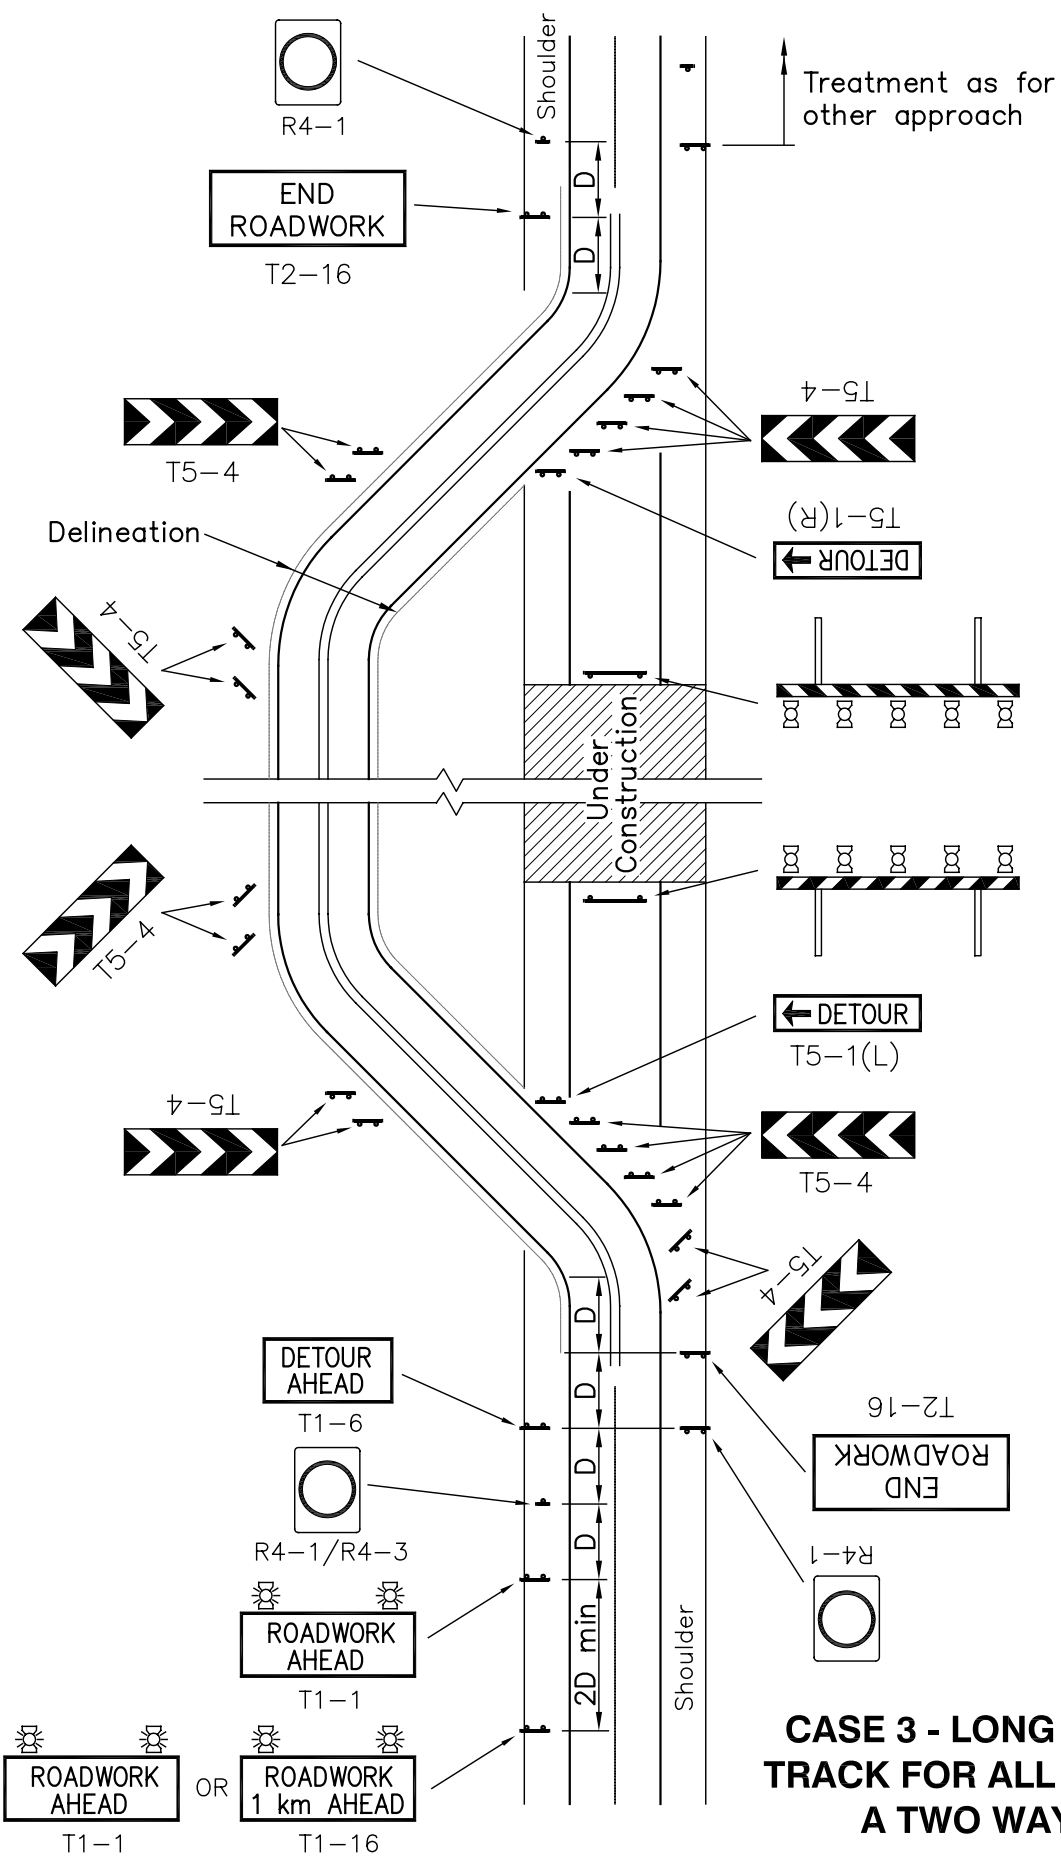 Shoulder
R4-1
Treatment as for
other approach
END
ROADWORK
T2-16
D
D
T5-4
T5-4
Delineation
T5-1(R)
DETOUR
T5-4
Under
Construction
T5-4
DETOUR
T5-1(L)
T5-4
T5-4
T5-4
D
D
D
D
2D min
DETOUR
AHEAD
T1-6
T2-16
END
ROADWORK
R4-1/R4-3
R4-1
ROADWORK
AHEAD
T1-1
Shoulder
ROADWORK
AHEAD
T1-1
OR
ROADWORK
1 km AHEAD
T1-16
CASE 3 - LONG
TRACK FOR ALL
A TWO WAY